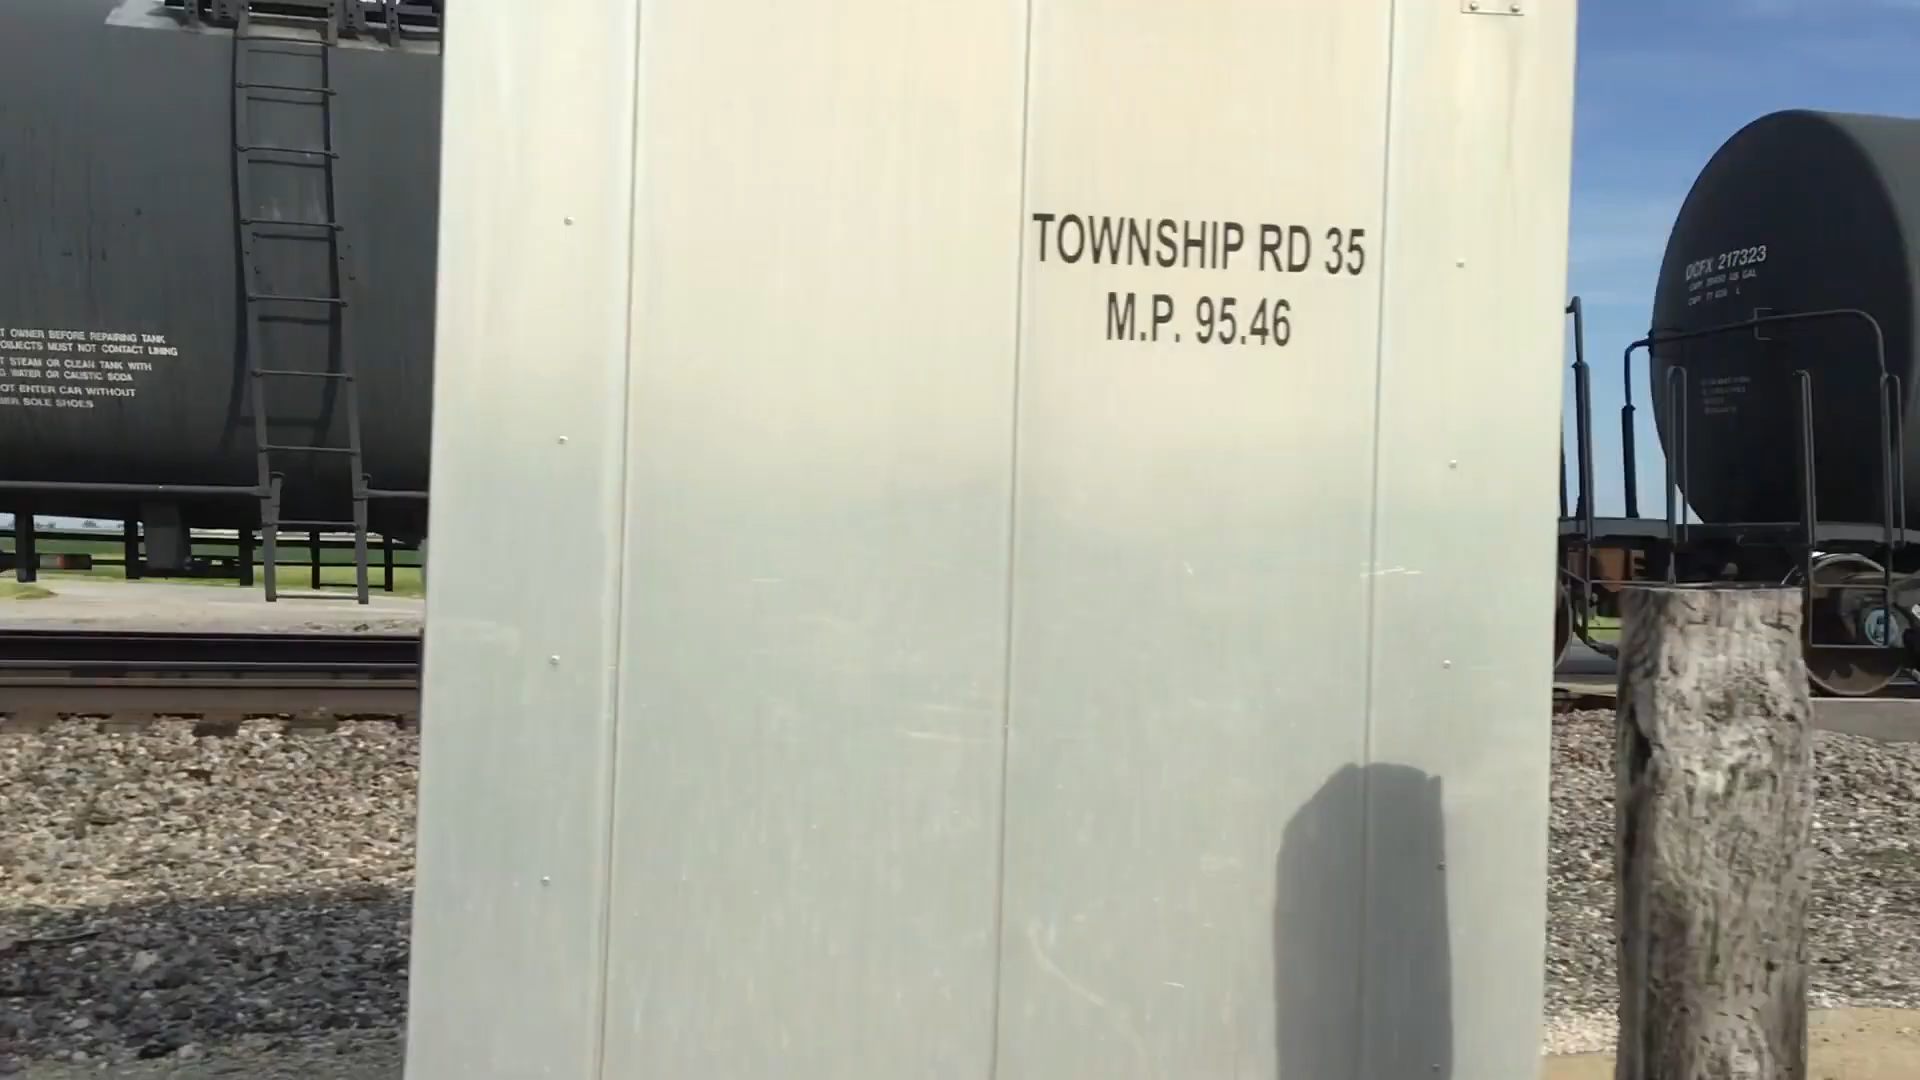 T OWNER BEFORE REPAIRING TANK
OBJECTS MUST NOT CONTACT LINING
T STEAM OR CLEAN TANK WITH
G WATER OR CAUSTIC SODA
OT ENTER CAR WITHOUT
BER SOLE SHOES
TOWNSHIP RD 35
M.P. 95.46
DCFX 217323